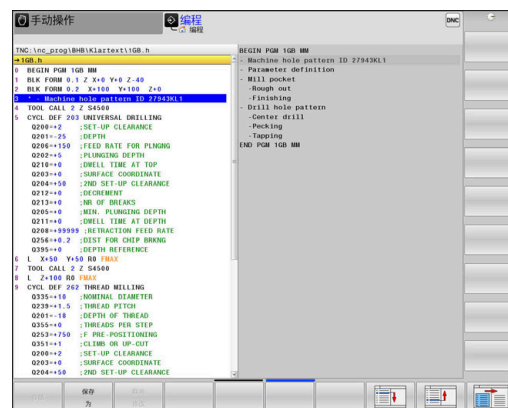 手动操作
编程
编程
DNC
TNC:\nc_prog\BHB\Klartext\1GB.h
→1GB.h
0 BEGIN PGM 1GB MM
1 BLK FORM 0.1 Z X+0 Y+0 Z-40
2 BLK FORM 0.2 X+100 Y+100 Z+0
3 * - Machine hole pattern ID 27943KL1
4 TOOL CALL 2 Z S4500
5 CYCL DEF 203 UNIVERSAL DRILLING
Q200=+2 ;SET-UP CLEARANCE
Q201=-25 ;DEPTH
Q206=+150 ;FEED RATE FOR PLNGNG
Q202=+5 ;PLUNGING DEPTH
Q210=+0 ;DWELL TIME AT TOP
Q203=+0 ;SURFACE COORDINATE
Q204=+50 ;2ND SET-UP CLEARANCE
Q212=+0 ;DECREMENT
Q213=+0 ;NR OF BREAKS
Q205=+0 ;MIN. PLUNGING DEPTH
Q211=+0 ;DWELL TIME AT DEPTH
Q208=+99999 ;RETRACTION FEED RATE
Q256=+0.2 ;DIST FOR CHIP BRKNG
Q395=+0 ;DEPTH REFERENCE
6 L X+50 Y+50 R0 FMAX
7 TOOL CALL 2 Z S4500
8 L Z+100 R0 FMAX
9 CYCL DEF 262 THREAD MILLING
Q335=+10 ;NOMINAL DIAMETER
Q239=+1.5 ;THREAD PITCH
Q201=-18 ;DEPTH OF THREAD
Q355=+0 ;THREADS PER STEP
Q253=+750 ;F PRE-POSITIONING
Q351=+1 ;CLIMB OR UP-CUT
Q200=+2 ;SET-UP CLEARANCE
Q203=+0 ;SURFACE COORDINATE
Q204=+50 ;2ND SET-UP CLEARANCE
BEGIN PGM 1GB MM
- Machine hole pattern ID 27943KL1
- Parameter definition
- Mill pocket
-Rough out
-Finishing
- Drill hole pattern
-Center drill
-Pecking
-Tapping
END PGM 1GB MM
保存
为